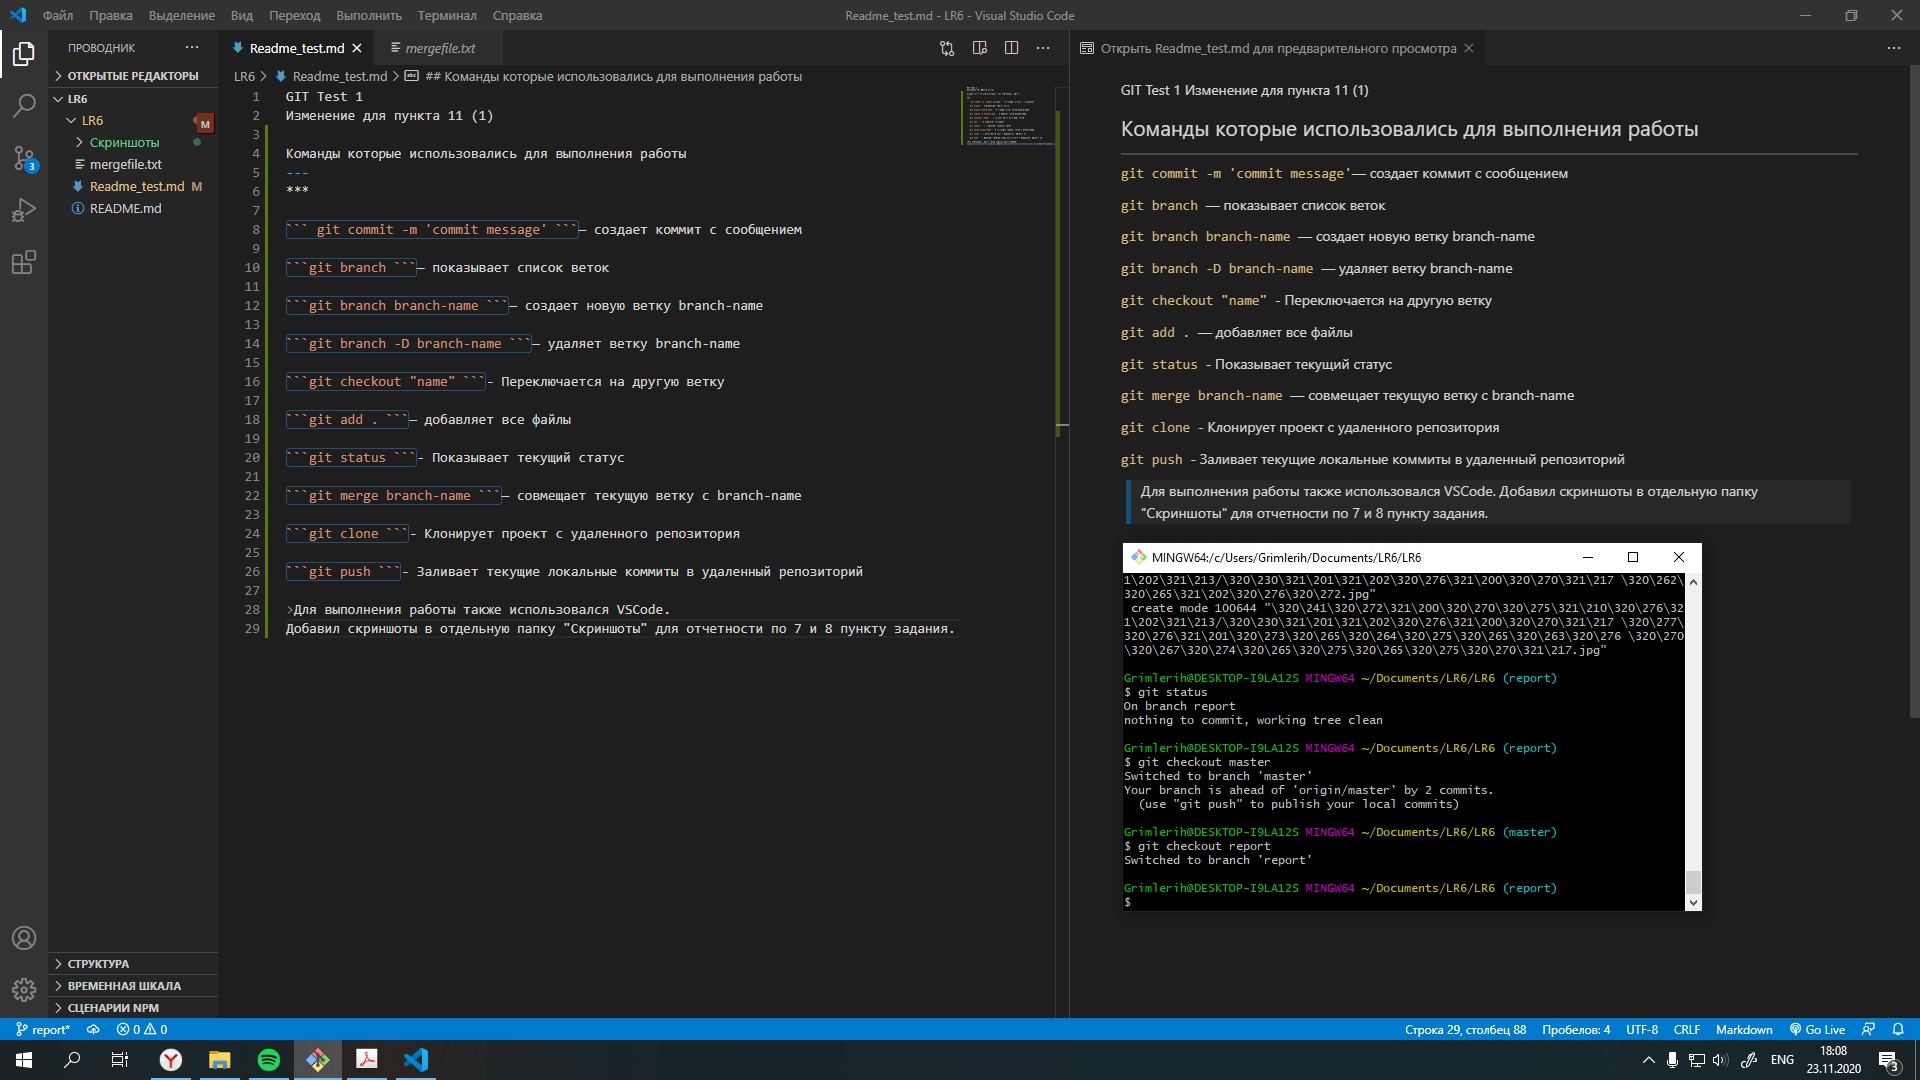 Файл Правка Выделение Вид Переход Выполнить Терминал Справка
Readme_test.md - LR6 - Visual Studio Code
ПРОВОДНИК
ОТКРЫТЫЕ РЕДАКТОРЫ
LR6
LR6
M
Скриншоты
mergefile.txt
Readme_test.md M
README.md
3
СТРУКТУРА
ВРЕМЕННАЯ ШКАЛА
СЦЕНАРИИ NPM
Readme_test.md
mergefile.txt
LR6 > Readme_test.md > ## Команды которые использовались для выполнения работы
1 GIT Test 1
2 Изменение для пункта 11 (1)
3
4 Команды которые использовались для выполнения работы
5 ---
6 ***
7
8 ``` git commit -m 'commit message' ```— создает коммит с сообщением
9
10 ```git branch ```— показывает список веток
11
12 ```git branch branch-name ```— создает новую ветку branch-name
13
14 ```git branch -D branch-name ```— удаляет ветку branch-name
15
16 ```git checkout "name" ```- Переключается на другую ветку
17
18 ```git add . ```— добавляет все файлы
19
20 ```git status ```- Показывает текущий статус
21
22 ```git merge branch-name ```— совмещает текущую ветку с branch-name
23
24 ```git clone ```- Клонирует проект с удаленного репозитория
25
26 ```git push ```- Заливает текущие локальные коммиты в удаленный репозиторий
27
28 >Для выполнения работы также использовался VSCode.
29 Добавил скриншоты в отдельную папку "Скриншоты" для отчетности по 7 и 8 пункту задания.
Открыть Readme_test.md для предварительного просмотра
GIT Test 1 Изменение для пункта 11 (1)
Команды которые использовались для выполнения работы
git commit -m 'commit message'— создает коммит с сообщением
git branch — показывает список веток
git branch branch-name — создает новую ветку branch-name
git branch -D branch-name — удаляет ветку branch-name
git checkout "name" - Переключается на другую ветку
git add . — добавляет все файлы
git status - Показывает текущий статус
git merge branch-name — совмещает текущую ветку с branch-name
git clone - Клонирует проект с удаленного репозитория
git push - Заливает текущие локальные коммиты в удаленный репозиторий
Для выполнения работы также использовался VSCode. Добавил скриншоты в отдельную папку
"Скриншоты" для отчетности по 7 и 8 пункту задания.
MINGW64:/c/Users/Grimlerih/Documents/LR6/LR6
1\202\321\213/\320\230\321\201\321\202\320\276\321\200\320\270\321\217 \320\262\
320\265\321\202\320\276\320\272.jpg"
create mode 100644 "\320\241\320\272\321\200\320\270\320\275\321\210\320\276\32
1\202\321\213/\320\230\321\201\321\202\320\276\321\200\320\270\321\217 \320\277\
320\276\321\201\320\273\320\265\320\264\320\275\320\265\320\263\320\276 \320\270
\320\267\320\274\320\265\320\275\320\265\320\275\320\270\321\217.jpg"
Grimlerih@DESKTOP-I9LA12S MINGW64 ~/Documents/LR6/LR6 (report)
$ git status
On branch report
nothing to commit, working tree clean
Grimlerih@DESKTOP-I9LA12S MINGW64 ~/Documents/LR6/LR6 (report)
$ git checkout master
Switched to branch 'master'
Your branch is ahead of 'origin/master' by 2 commits.
(use "git push" to publish your local commits)
Grimlerih@DESKTOP-I9LA12S MINGW64 ~/Documents/LR6/LR6 (master)
$ git checkout report
Switched to branch 'report'
Grimlerih@DESKTOP-I9LA12S MINGW64 ~/Documents/LR6/LR6 (report)
$
report* 0 0
Строка 29, столбец 88 Пробелов: 4 UTF-8 CRLF Markdown Go Live
ENG
18:08
23.11.2020
3